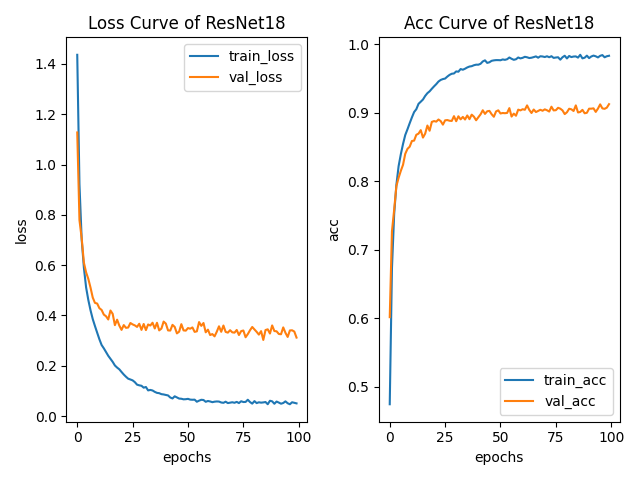 Loss Curve of ResNet18
train_loss
val_loss
1.4
1.2
1.0
0.8
0.6
0.4
0.2
0.0
loss
0
25
50
75
100
epochs
Acc Curve of ResNet18
1.0
0.9
0.8
0.7
0.6
0.5
acc
train_acc
val_acc
0
25
50
75
100
epochs